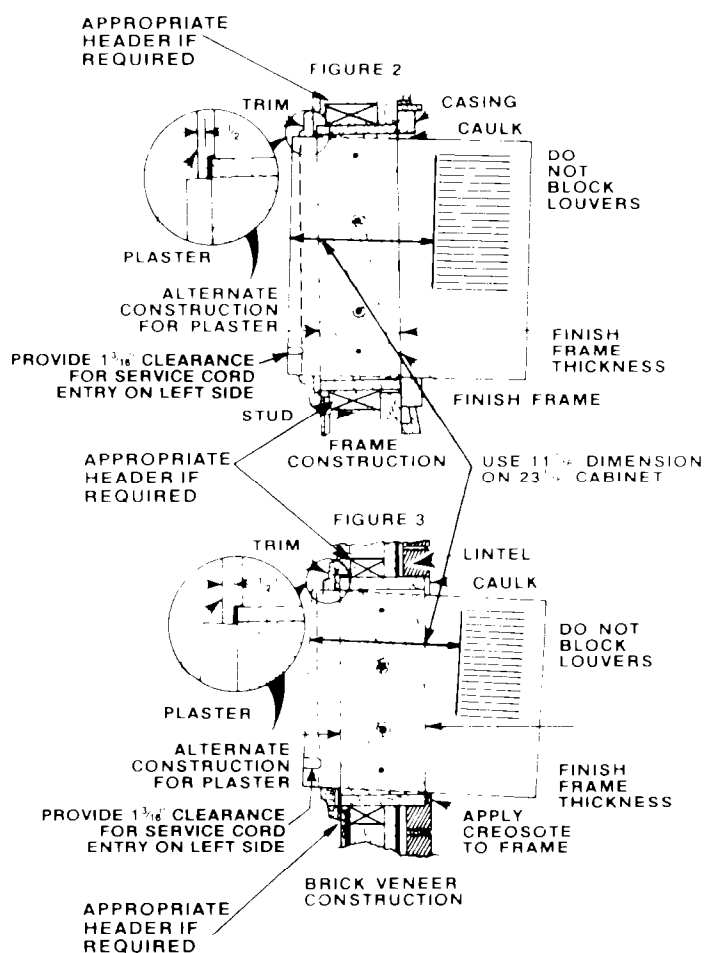 APPROPRIATE
HEADER IF
REQUIRED
FIGURE 2
TRIM
CASING
CAULK
1/2
DO
NOT
BLOCK
LOUVERS
PLASTER
ALTERNATE
CONSTRUCTION
FOR PLASTER
PROVIDE 1 3/16" CLEARANCE
FOR SERVICE CORD
ENTRY ON LEFT SIDE
FINISH
FRAME
THICKNESS
FINISH FRAME
STUD
FRAME
CONSTRUCTION
APPROPRIATE
HEADER IF
REQUIRED
USE 11 DIMENSION
ON 23 CABINET
FIGURE 3
TRIM
LINTEL
CAULK
1/2
DO NOT
BLOCK
LOUVERS
PLASTER
ALTERNATE
CONSTRUCTION
FOR PLASTER
FINISH
FRAME
THICKNESS
PROVIDE 1 3/16" CLEARANCE
FOR SERVICE CORD
ENTRY ON LEFT SIDE
APPLY
CREOSOTE
TO FRAME
BRICK VENEER
CONSTRUCTION
APPROPRIATE
HEADER IF
REQUIRED